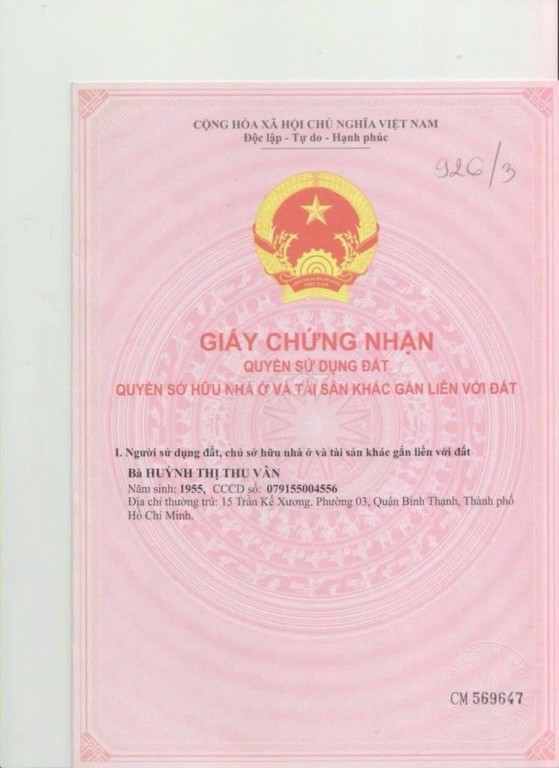 CỘNG HÒA XÃ HỘI CHỦ NGHĨA VIỆT NAM
Độc lập - Tự do - Hạnh phúc
926/3
GIẤY CHỨNG NHẬN
QUYỀN SỬ DỤNG ĐẤT
QUYỀN SỞ HỮU NHÀ Ở VÀ TÀI SẢN KHÁC GẮN LIỀN VỚI ĐẤT
I. Người sử dụng đất, chủ sở hữu nhà ở và tài sản khác gắn liền với đất
Bà HUỲNH THỊ THU VÂN
Năm sinh: 1955, CCCD số: 079155004556
Địa chỉ thường trú: 15 Trần Kế Xương, Phường 03, Quận Bình Thạnh, Thành phố
Hồ Chí Minh.
CM 569647